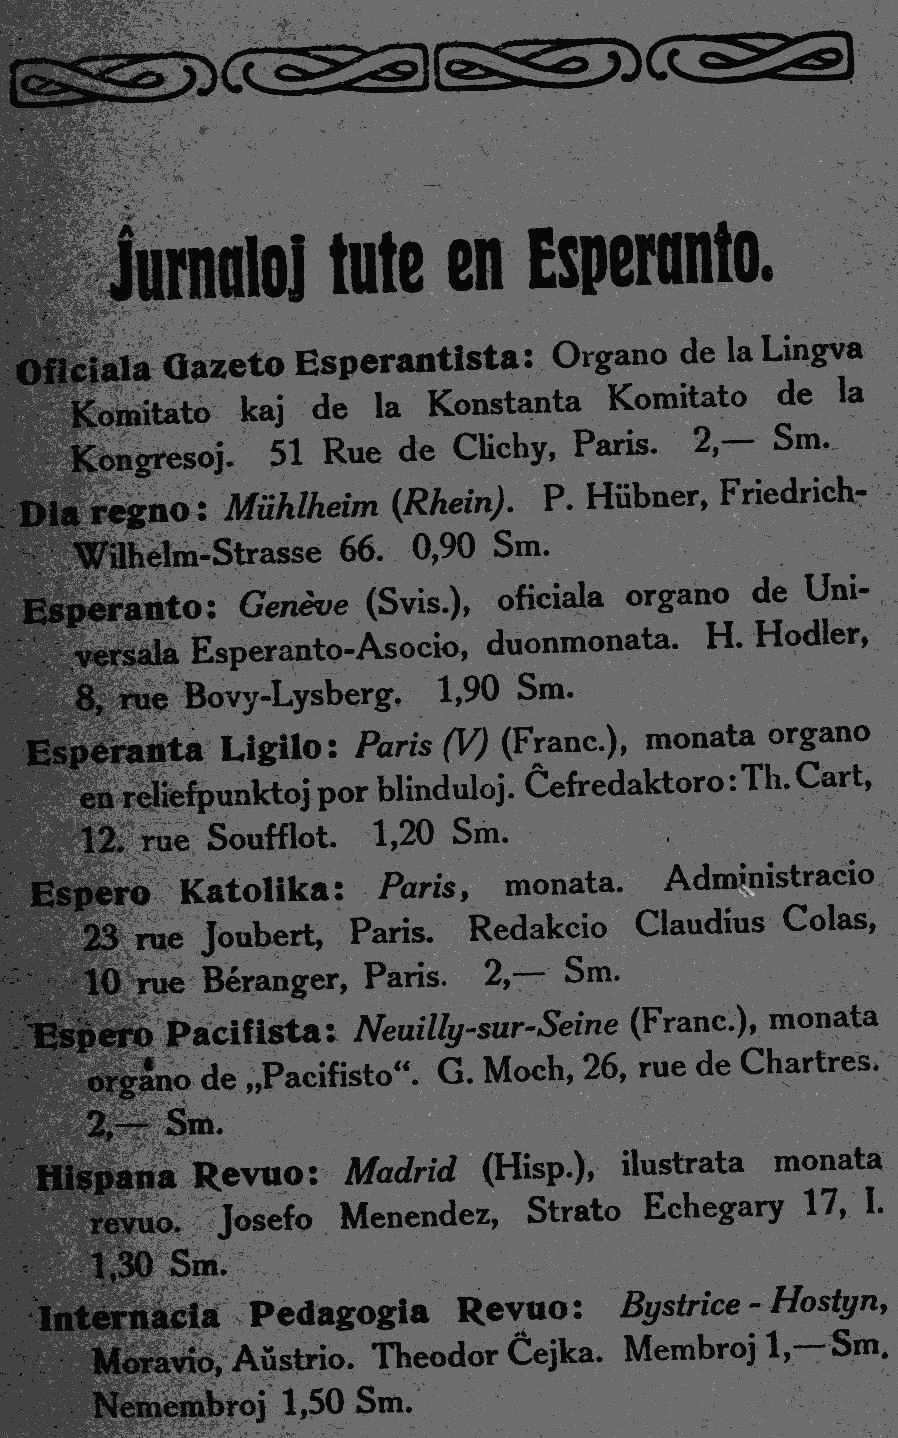 Ĵurnaloj tute en Esperanto.
Oficiala Gazeto Esperantista: Organo de la Lingva
Komitato kaj de la Konstanta Komitato de la
Kongresoj. 51 Rue de Clichy, Paris. 2,— Sm.
Dia regno: Mühlheim (Rhein). P. Hübner, Friedrich-
Wilhelm-Strasse 66. 0,90 Sm.
Esperanto: Genève (Svis.), oficiala organo de Uni-
versala Esperanto-Asocio, duonmonata. H. Hodler,
8, rue Bovy-Lysberg. 1,90 Sm.
Esperanta Ligilo: Paris (V) (Franc.), monata organo
en reliefpunktoj por blinduloj. Ĉefredaktoro: Th. Cart,
12. rue Soufflot. 1,20 Sm.
Espero Katolika: Paris, monata. Administracio
23 rue Joubert, Paris. Redakcio Claudius Colas,
10 rue Béranger, Paris. 2,— Sm.
Espero Pacifista: Neuilly-sur-Seine (Franc.), monata
organo de „Pacifisto“. G. Moch, 26, rue de Chartres.
2,— Sm.
Hispana Revuo: Madrid (Hisp.), ilustrata monata
revuo. Josefo Menendez, Strato Echegary 17, I.
1,30 Sm.
Internacia Pedagogia Revuo: Bystrice - Hostyn,
Moravio, Aŭstrio. Theodor Čejka. Membroj 1,— Sm.
Nemembroj 1,50 Sm.